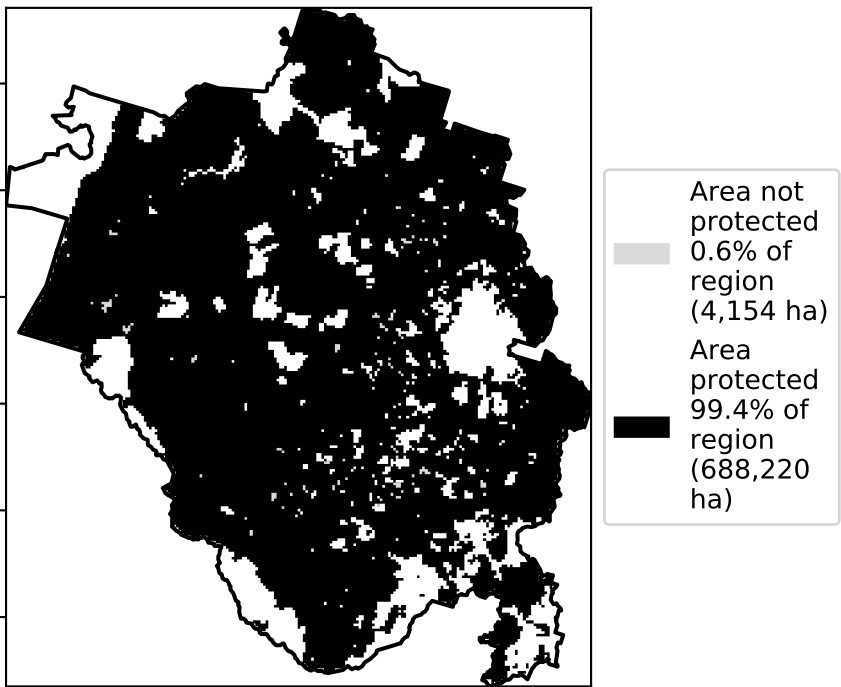 Area not
protected
0.6% of
region
(4,154 ha)
Area
protected
99.4% of
region
(688,220
ha)